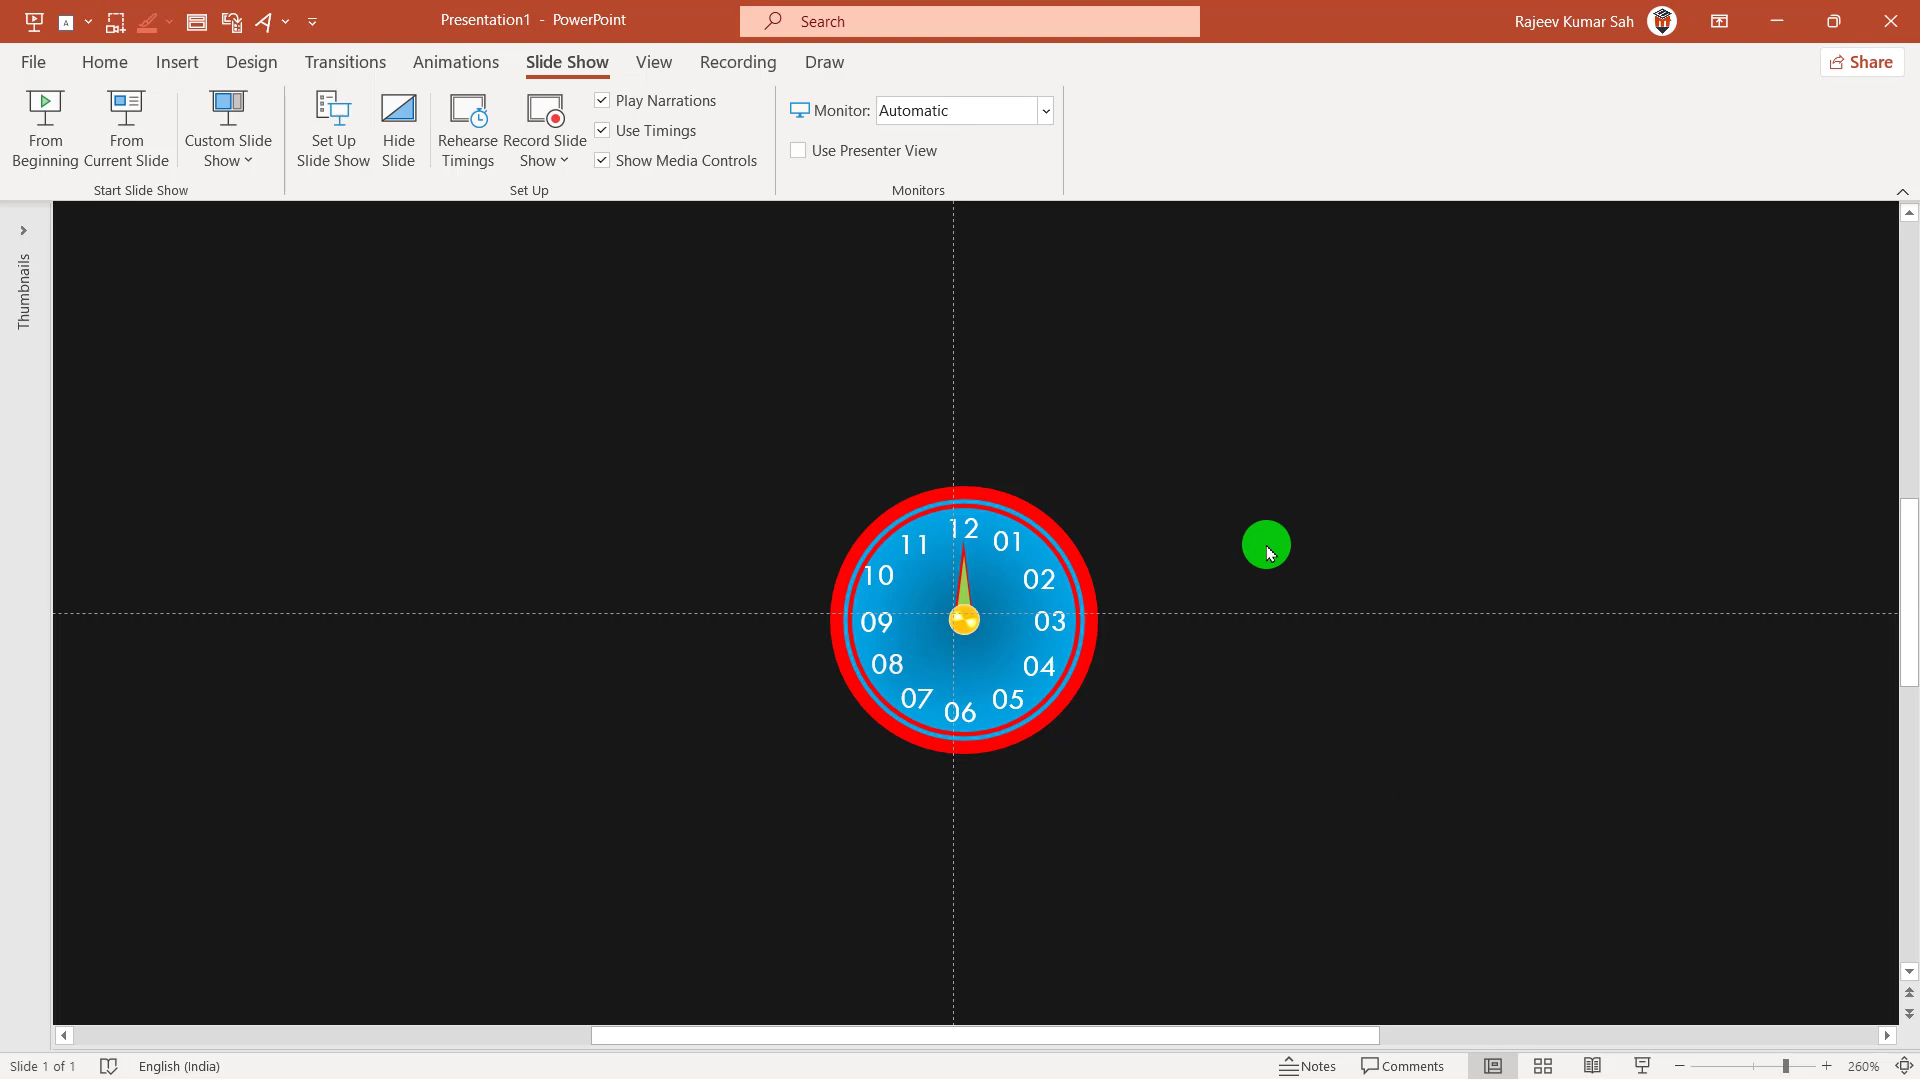 A
Presentation1 - PowerPoint
Search
Rajeev Kumar Sah
File Home Insert Design Transitions Animations Slide Show View Recording Draw
Share
From Beginning
From Current Slide
Custom Slide Show
Set Up Slide Show
Hide Slide
Rehearse Timings
Record Slide Show
Play Narrations
Use Timings
Show Media Controls
Monitor: Automatic
Use Presenter View
Start Slide Show
Set Up
Monitors
Thumbnails
12
01
02
03
04
05
06
07
08
09
10
11
Slide 1 of 1
English (India)
Notes
Comments
260%